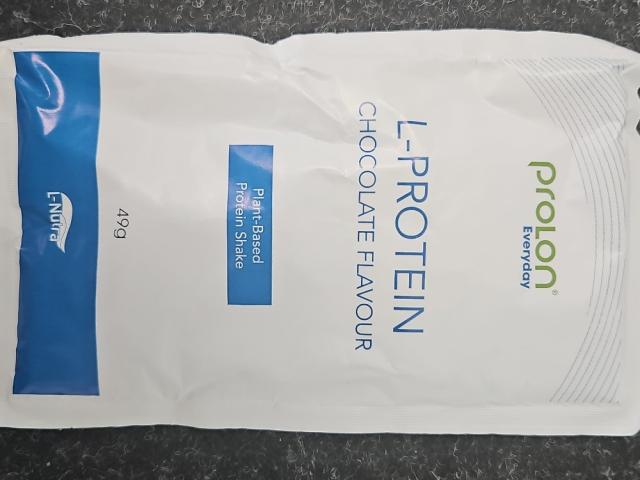 PROLON®
Everyday
L-PROTEIN
CHOCOLATE FLAVOUR
Plant-Based
Protein Shake
49g
L-Nutra